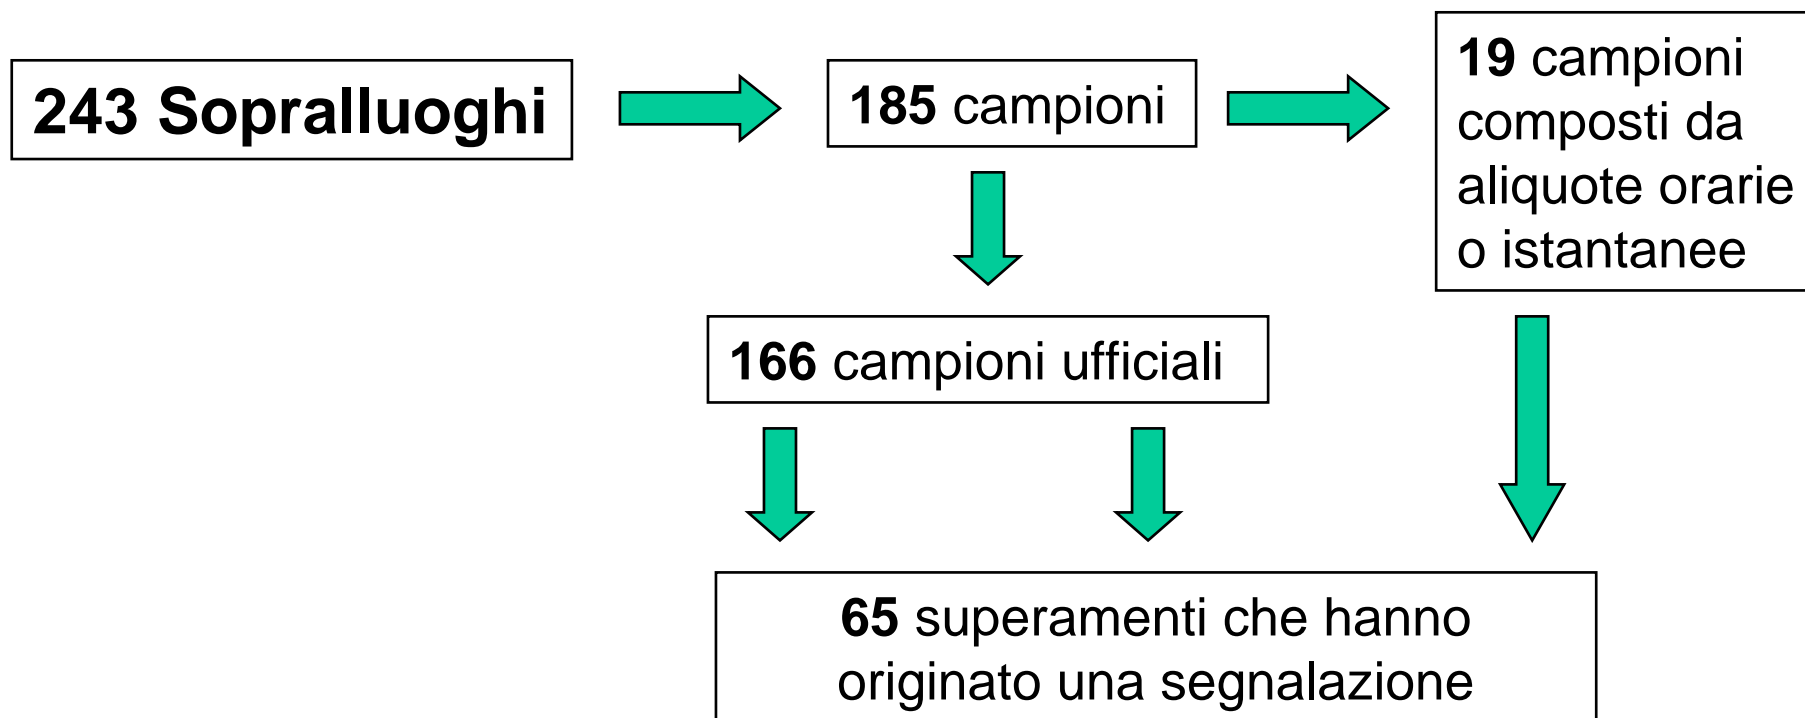 243 Sopralluoghi
185 campioni
19 campioni
composti da
aliquote orarie
o istantanee
166 campioni ufficiali
65 superamenti che hanno
originato una segnalazione